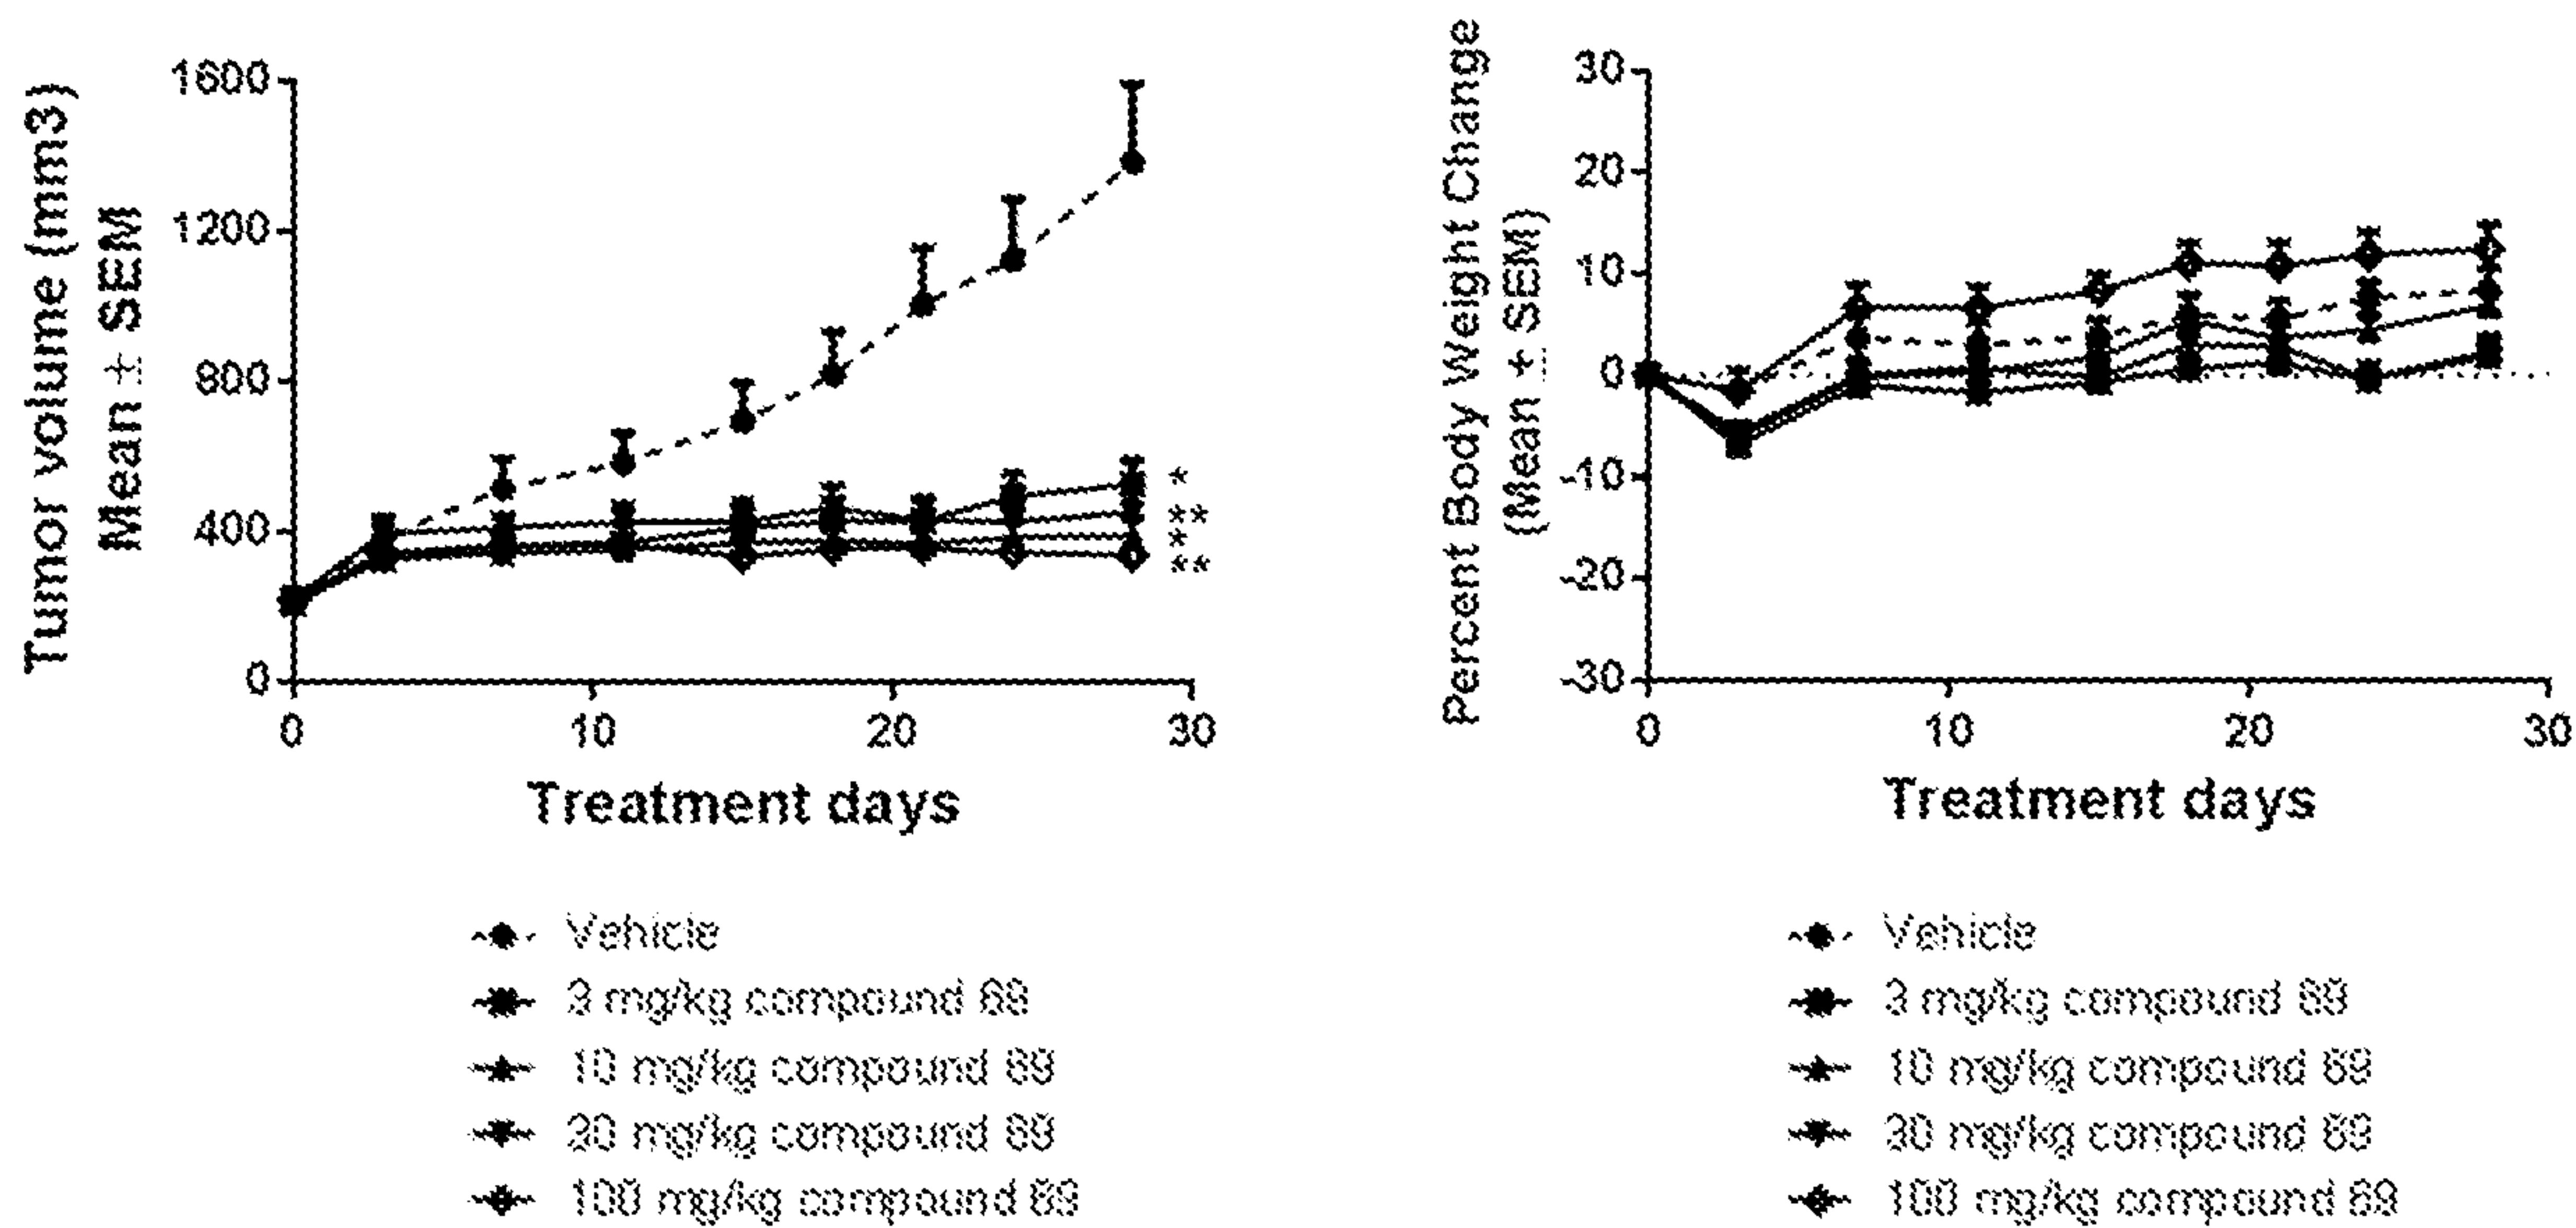 Tumor volume (mm3)
Mean ± SEM
1600
1200
800
400
0
0 10 20 30
Treatment days
*
**
*
**
Vehicle
3 mg/kg compound 69
10 mg/kg compound 69
30 mg/kg compound 69
100 mg/kg compound 69
Percent Body Weight Change
(Mean ± SEM)
30
20
10
0
-10
-20
-30
0 10 20 30
Treatment days
Vehicle
3 mg/kg compound 69
10 mg/kg compound 69
30 mg/kg compound 69
100 mg/kg compound 69